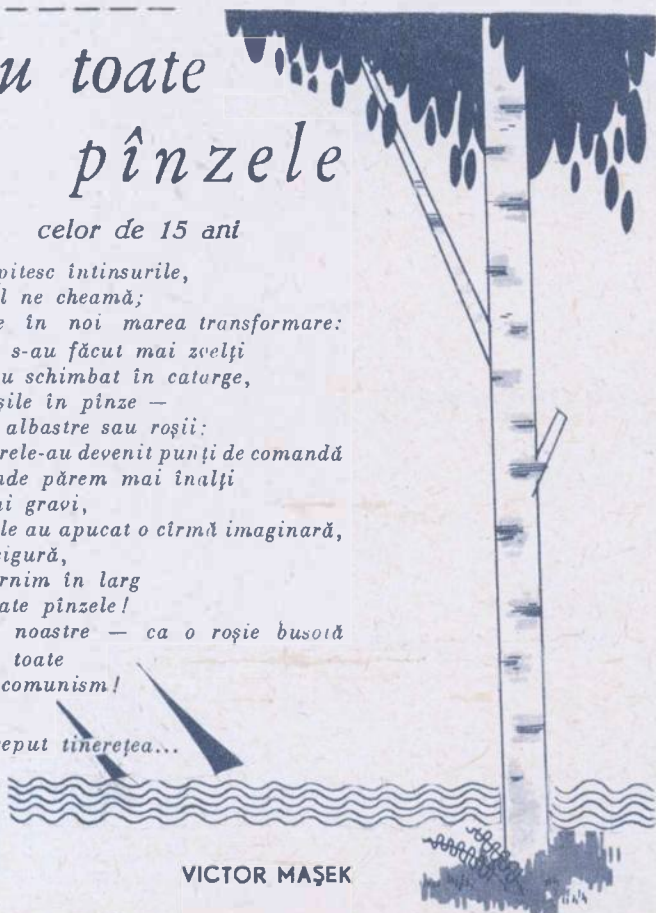 u toate
pînzele
celor de 15 ani
pitesc întinsurile,
l ne cheamă;
e în noi marea transformare:
s-au făcut mai zvelți
u schimbat în catarge,
șile în pînze —
albastre sau roșii:
rele-au devenit punți de comandă
nde părem mai înalți
ni gravi,
le au apucat o cîrmă imaginară,
sigură,
rnim în larg
ate pînzele!
noastre — ca o roșie busolă
toate
comunism!
eput tinerețea...
VICTOR MAȘEK